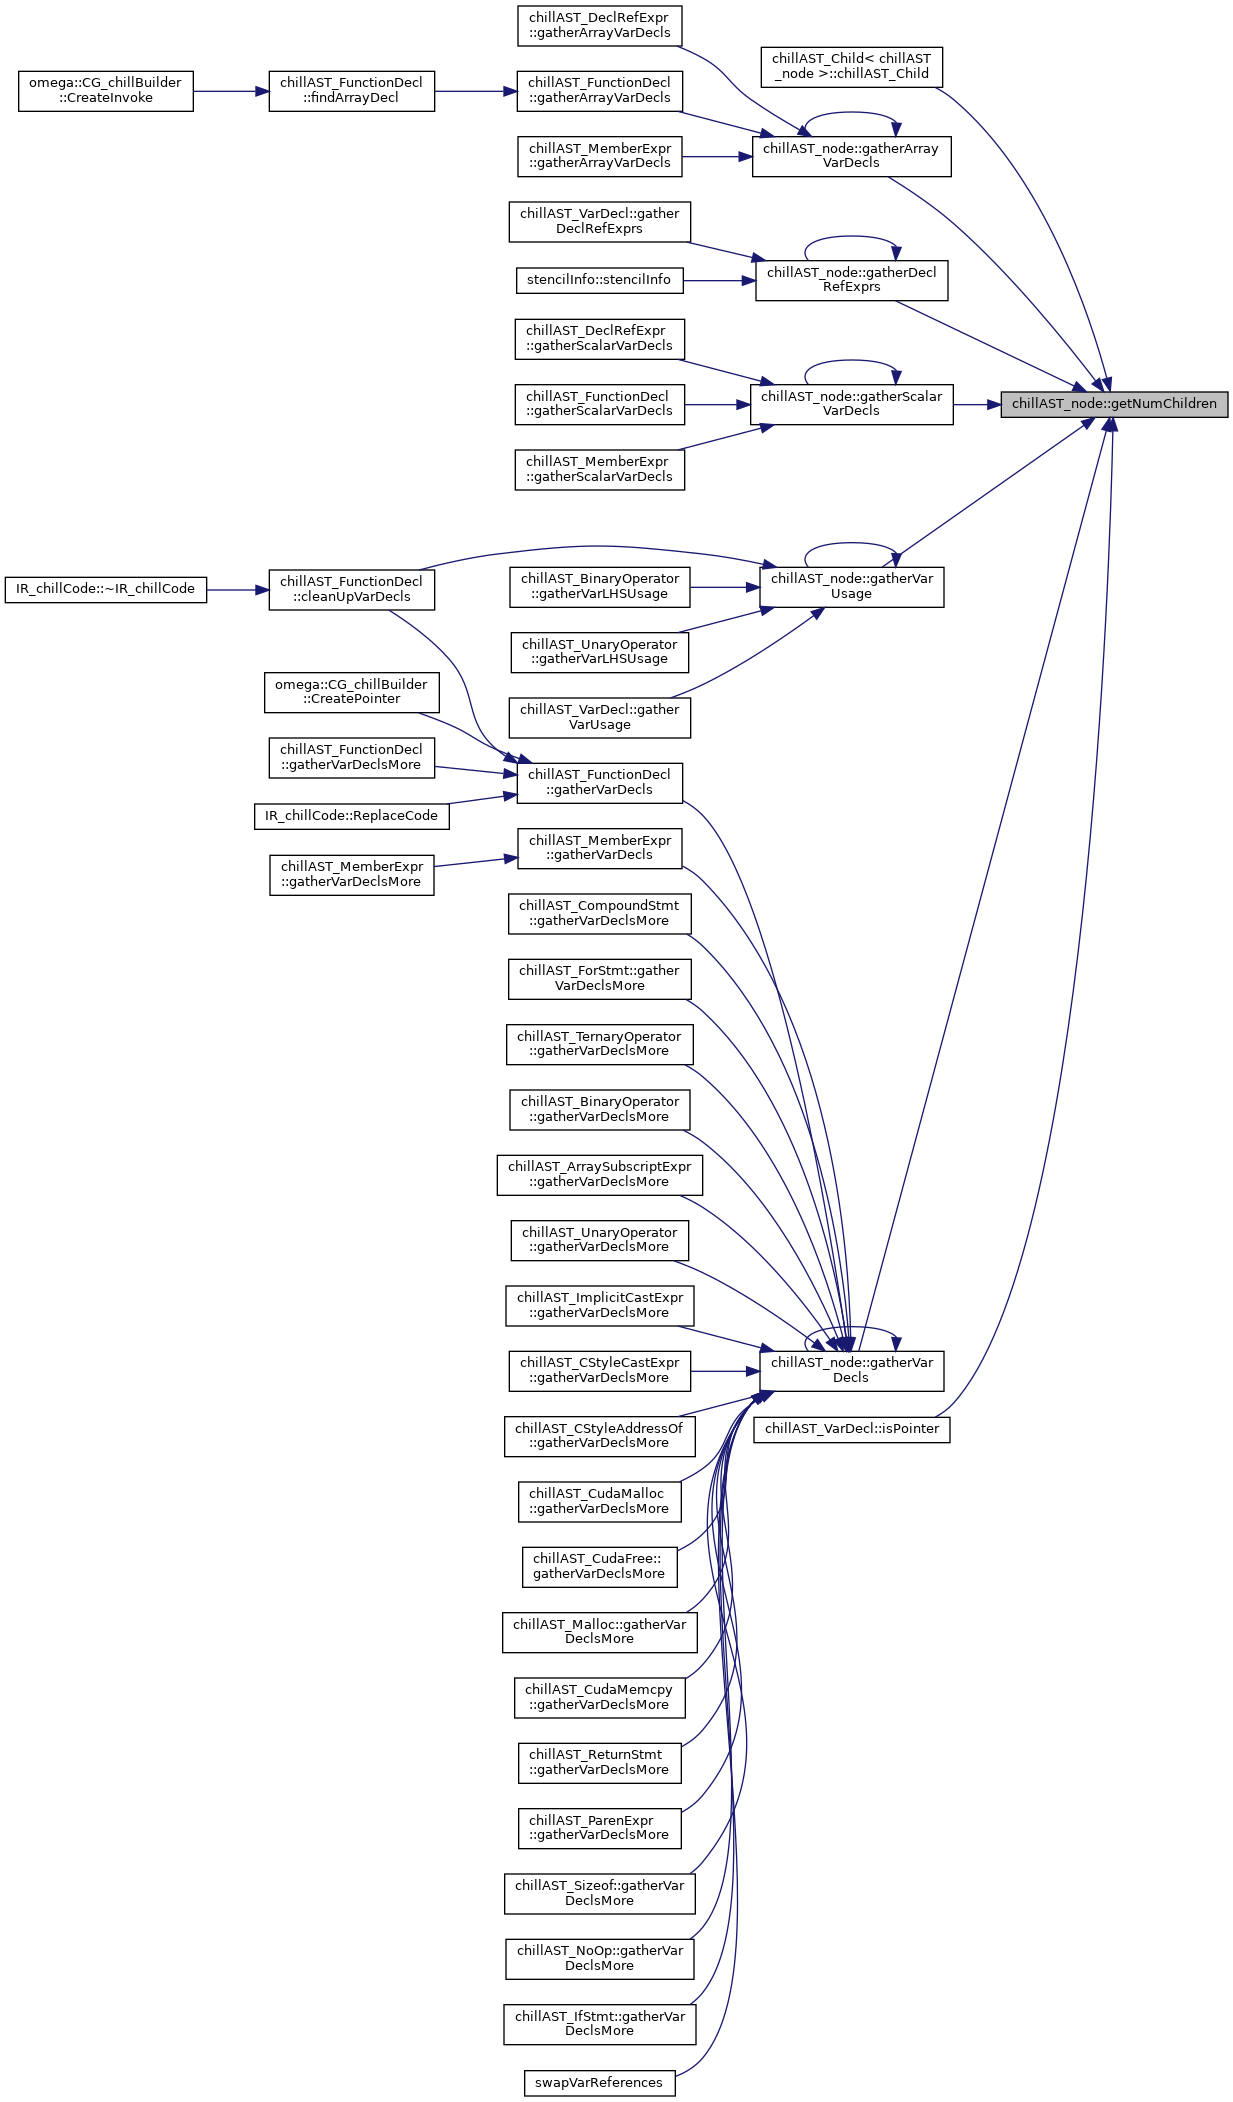 chillAST_DeclRefExpr
::gatherArrayVarDecls
chillAST_Child< chillAST
_node >::chillAST_Child
omega::CG_chillBuilder
::CreateInvoke
chillAST_FunctionDecl
::findArrayDecl
chillAST_FunctionDecl
::gatherArrayVarDecls
chillAST_MemberExpr
::gatherArrayVarDecls
chillAST_node::gatherArray
VarDecls
chillAST_VarDecl::gather
DeclRefExprs
stencilInfo::stencilInfo
chillAST_node::gatherDecl
RefExprs
chillAST_DeclRefExpr
::gatherScalarVarDecls
chillAST_FunctionDecl
::gatherScalarVarDecls
chillAST_MemberExpr
::gatherScalarVarDecls
chillAST_node::gatherScalar
VarDecls
chillAST_node::getNumChildren
IR_chillCode::~IR_chillCode
chillAST_FunctionDecl
::cleanUpVarDecls
chillAST_BinaryOperator
::gatherVarLHSUsage
chillAST_node::gatherVar
Usage
chillAST_UnaryOperator
::gatherVarLHSUsage
chillAST_VarDecl::gather
VarUsage
omega::CG_chillBuilder
::CreatePointer
chillAST_FunctionDecl
::gatherVarDeclsMore
chillAST_FunctionDecl
::gatherVarDecls
IR_chillCode::ReplaceCode
chillAST_MemberExpr
::gatherVarDecls
chillAST_MemberExpr
::gatherVarDeclsMore
chillAST_CompoundStmt
::gatherVarDeclsMore
chillAST_ForStmt::gather
VarDeclsMore
chillAST_TernaryOperator
::gatherVarDeclsMore
chillAST_BinaryOperator
::gatherVarDeclsMore
chillAST_ArraySubscriptExpr
::gatherVarDeclsMore
chillAST_UnaryOperator
::gatherVarDeclsMore
chillAST_ImplicitCastExpr
::gatherVarDeclsMore
chillAST_CStyleCastExpr
::gatherVarDeclsMore
chillAST_node::gatherVar
Decls
chillAST_CStyleAddressOf
::gatherVarDeclsMore
chillAST_VarDecl::isPointer
chillAST_CudaMalloc
::gatherVarDeclsMore
chillAST_CudaFree::
gatherVarDeclsMore
chillAST_Malloc::gatherVar
DeclsMore
chillAST_CudaMemcpy
::gatherVarDeclsMore
chillAST_ReturnStmt
::gatherVarDeclsMore
chillAST_ParenExpr
::gatherVarDeclsMore
chillAST_Sizeof::gatherVar
DeclsMore
chillAST_NoOp::gatherVar
DeclsMore
chillAST_IfStmt::gatherVar
DeclsMore
swapVarReferences